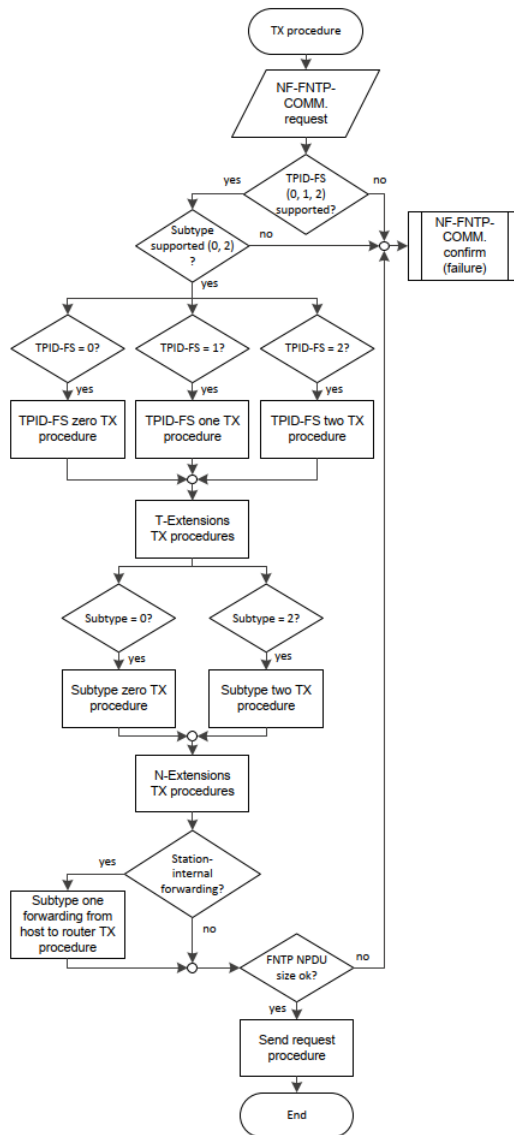 TX procedure
NF-FNTP-
COMM.
request
TPID-FS
(0, 1, 2)
supported?
yes
no
Subtype
supported (0, 2)
?
no
NF-FNTP-
COMM.
confirm
(failure)
yes
TPID-FS = 0?
TPID-FS = 1?
TPID-FS = 2?
yes
yes
yes
TPID-FS zero TX
procedure
TPID-FS one TX
procedure
TPID-FS two TX
procedure
T-Extensions
TX procedures
Subtype = 0?
Subtype = 2?
yes
yes
Subtype zero TX
procedure
Subtype two TX
procedure
N-Extensions
TX procedures
Station-
internal
forwarding?
yes
Subtype one
forwarding from
host to router TX
procedure
no
FNTP NPDU
size ok?
no
yes
Send request
procedure
End